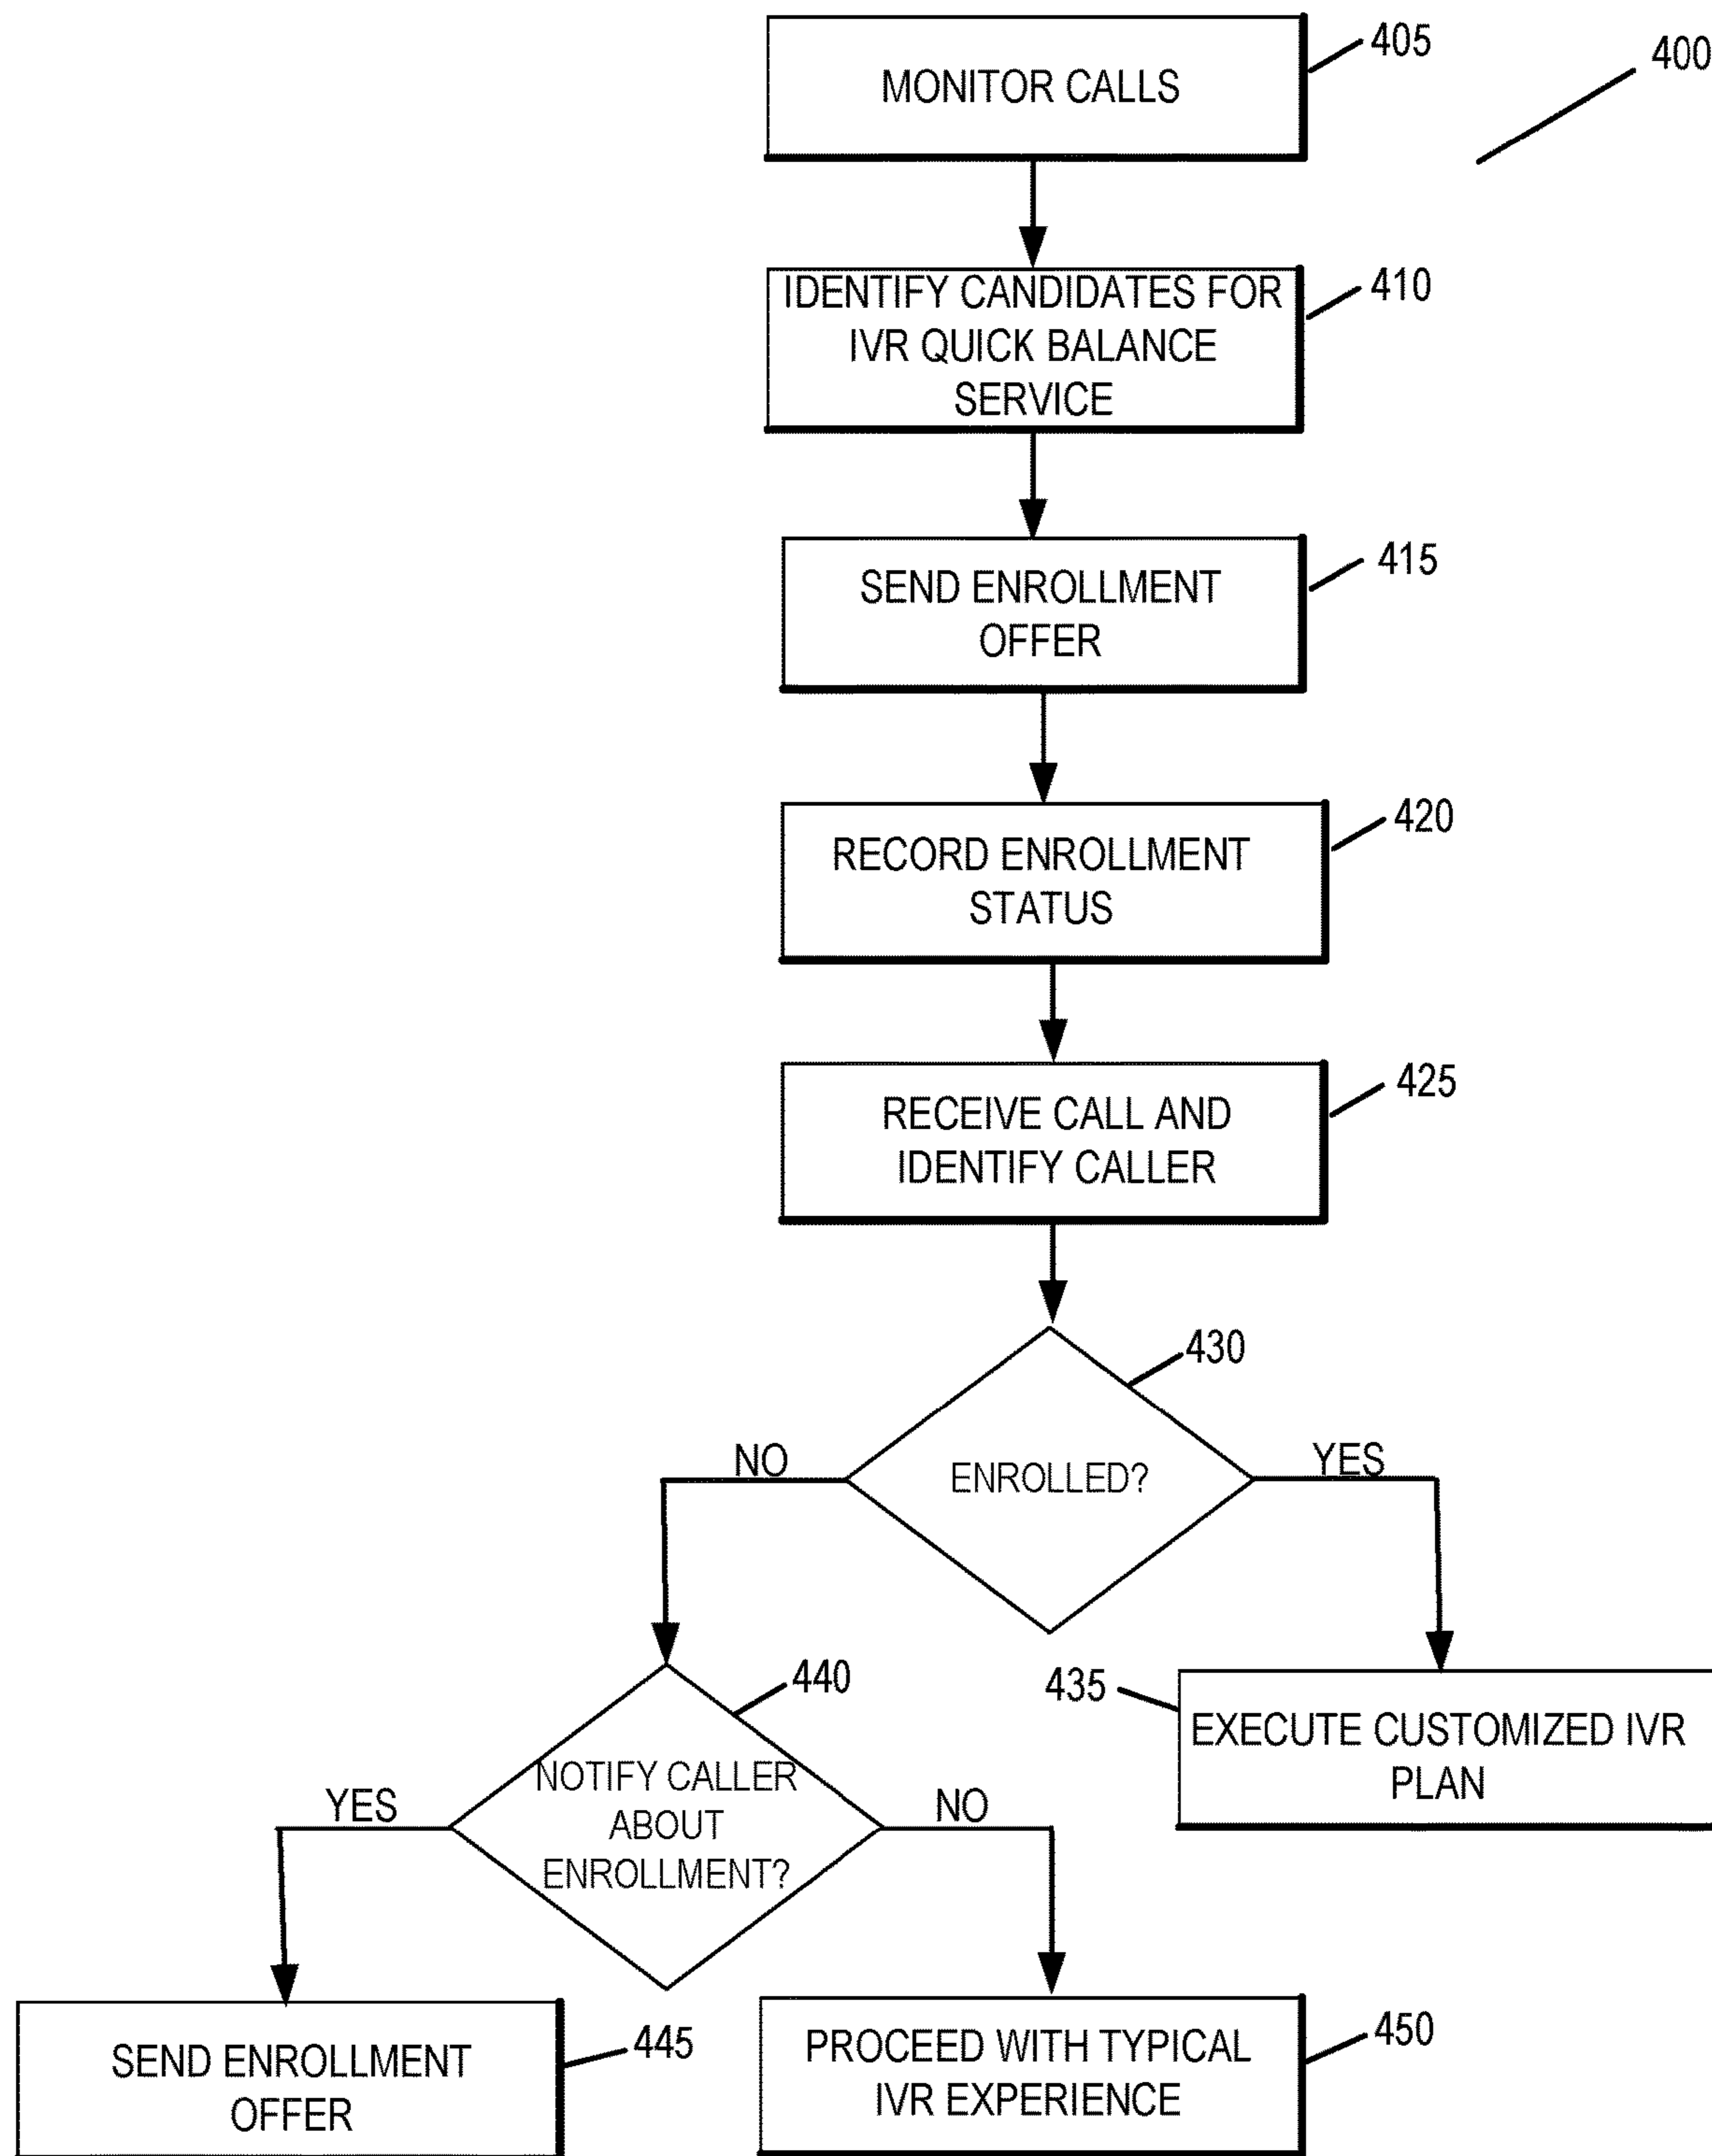 MONITOR CALLS
405
400
IDENTIFY CANDIDATES FOR
IVR QUICK BALANCE
SERVICE
410
SEND ENROLLMENT
OFFER
415
RECORD ENROLLMENT
STATUS
420
RECEIVE CALL AND
IDENTIFY CALLER
425
430
ENROLLED?
NO
YES
440
NOTIFY CALLER
ABOUT
ENROLLMENT?
YES
NO
435
EXECUTE CUSTOMIZED IVR
PLAN
SEND ENROLLMENT
OFFER
445
PROCEED WITH TYPICAL
IVR EXPERIENCE
450